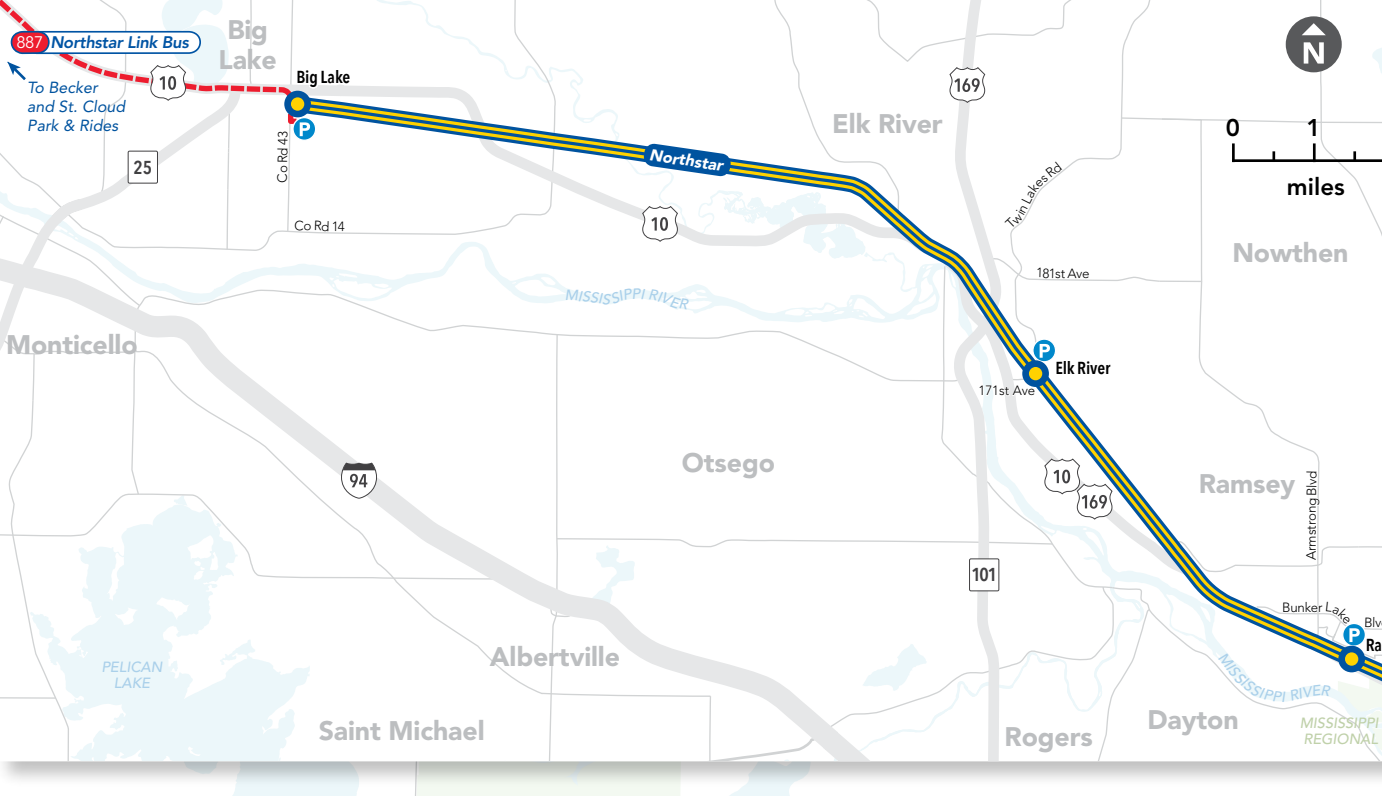 Big
Lake
887 Northstar Link Bus
10
To Becker
and St. Cloud
Park & Rides
Big Lake
P
Co Rd 43
25
Co Rd 14
Northstar
10
Elk River
169
N
0 1
miles
Twin Lakes Rd
Nowthen
181st Ave
MISSISSIPPI RIVER
Monticello
P
Elk River
171st Ave
Otsego
94
10
169
Ramsey
Armstrong Blvd
101
Bunker Lake Blv
P
Ra
Albertville
PELICAN
LAKE
MISSISSIPPI RIVER
Saint Michael
Rogers
Dayton
MISSISSIPPI
REGIONAL